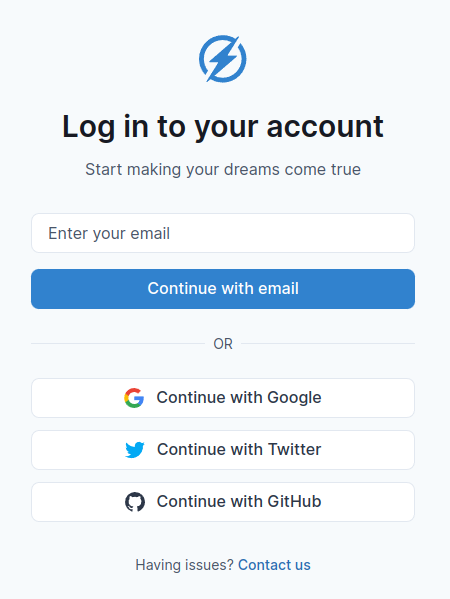 Log in to your account
Start making your dreams come true
Enter your email
Continue with email
OR
Continue with Google
Continue with Twitter
Continue with GitHub
Having issues? Contact us